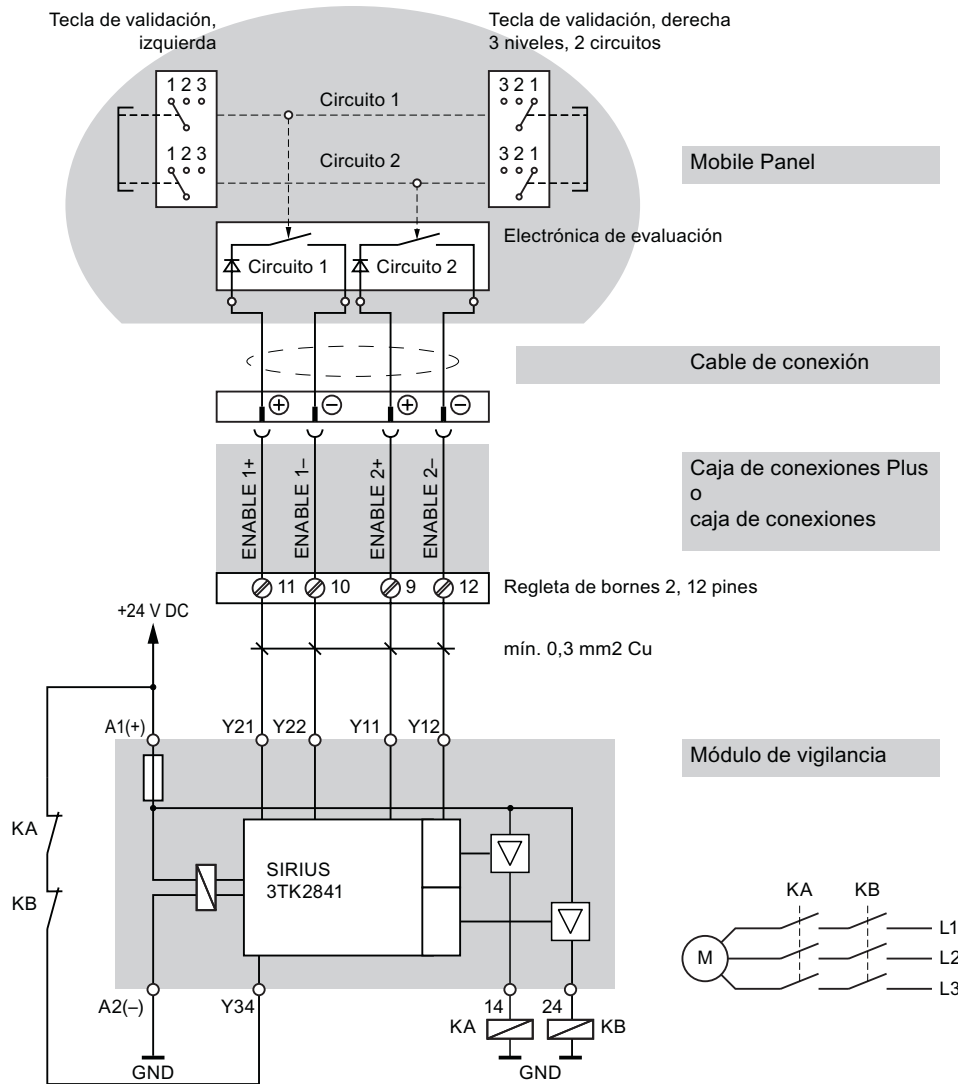 Tecla de validación,
izquierda
Tecla de validación, derecha
3 niveles, 2 circuitos
1 2 3
3 2 1
Circuito 1
1 2 3
3 2 1
Circuito 2
Mobile Panel
Electrónica de evaluación
Circuito 1
Circuito 2
Cable de conexión
+
−
+
−
ENABLE 1+
ENABLE 1–
ENABLE 2+
ENABLE 2–
Caja de conexiones Plus
o
caja de conexiones
11
10
9
12
Regleta de bornes 2, 12 pines
+24 V DC
mín. 0,3 mm2 Cu
A1(+)
Y21
Y22
Y11
Y12
Módulo de vigilancia
KA
KB
SIRIUS
3TK2841
KA
KB
L1
L2
L3
M
A2(–)
Y34
14
24
KA
KB
GND
GND